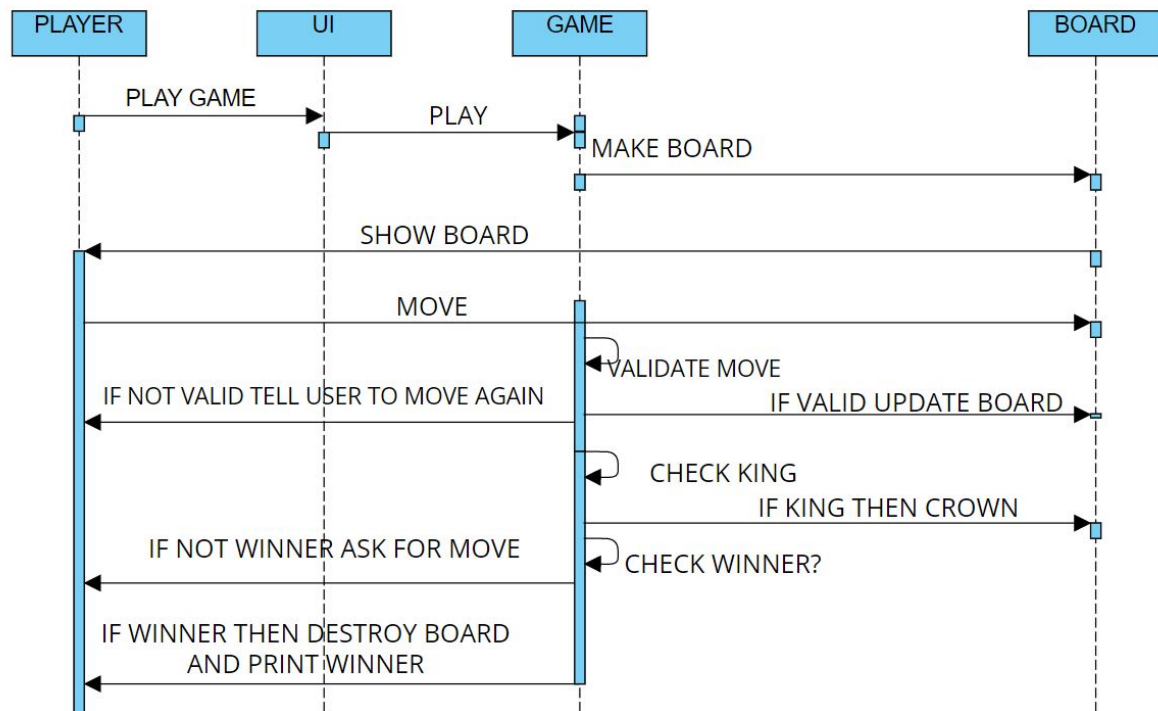 PLAYER
UI
GAME
BOARD
PLAY GAME
PLAY
MAKE BOARD
SHOW BOARD
MOVE
VALIDATE MOVE
IF NOT VALID TELL USER TO MOVE AGAIN
IF VALID UPDATE BOARD
CHECK KING
IF KING THEN CROWN
IF NOT WINNER ASK FOR MOVE
CHECK WINNER?
IF WINNER THEN DESTROY BOARD
AND PRINT WINNER